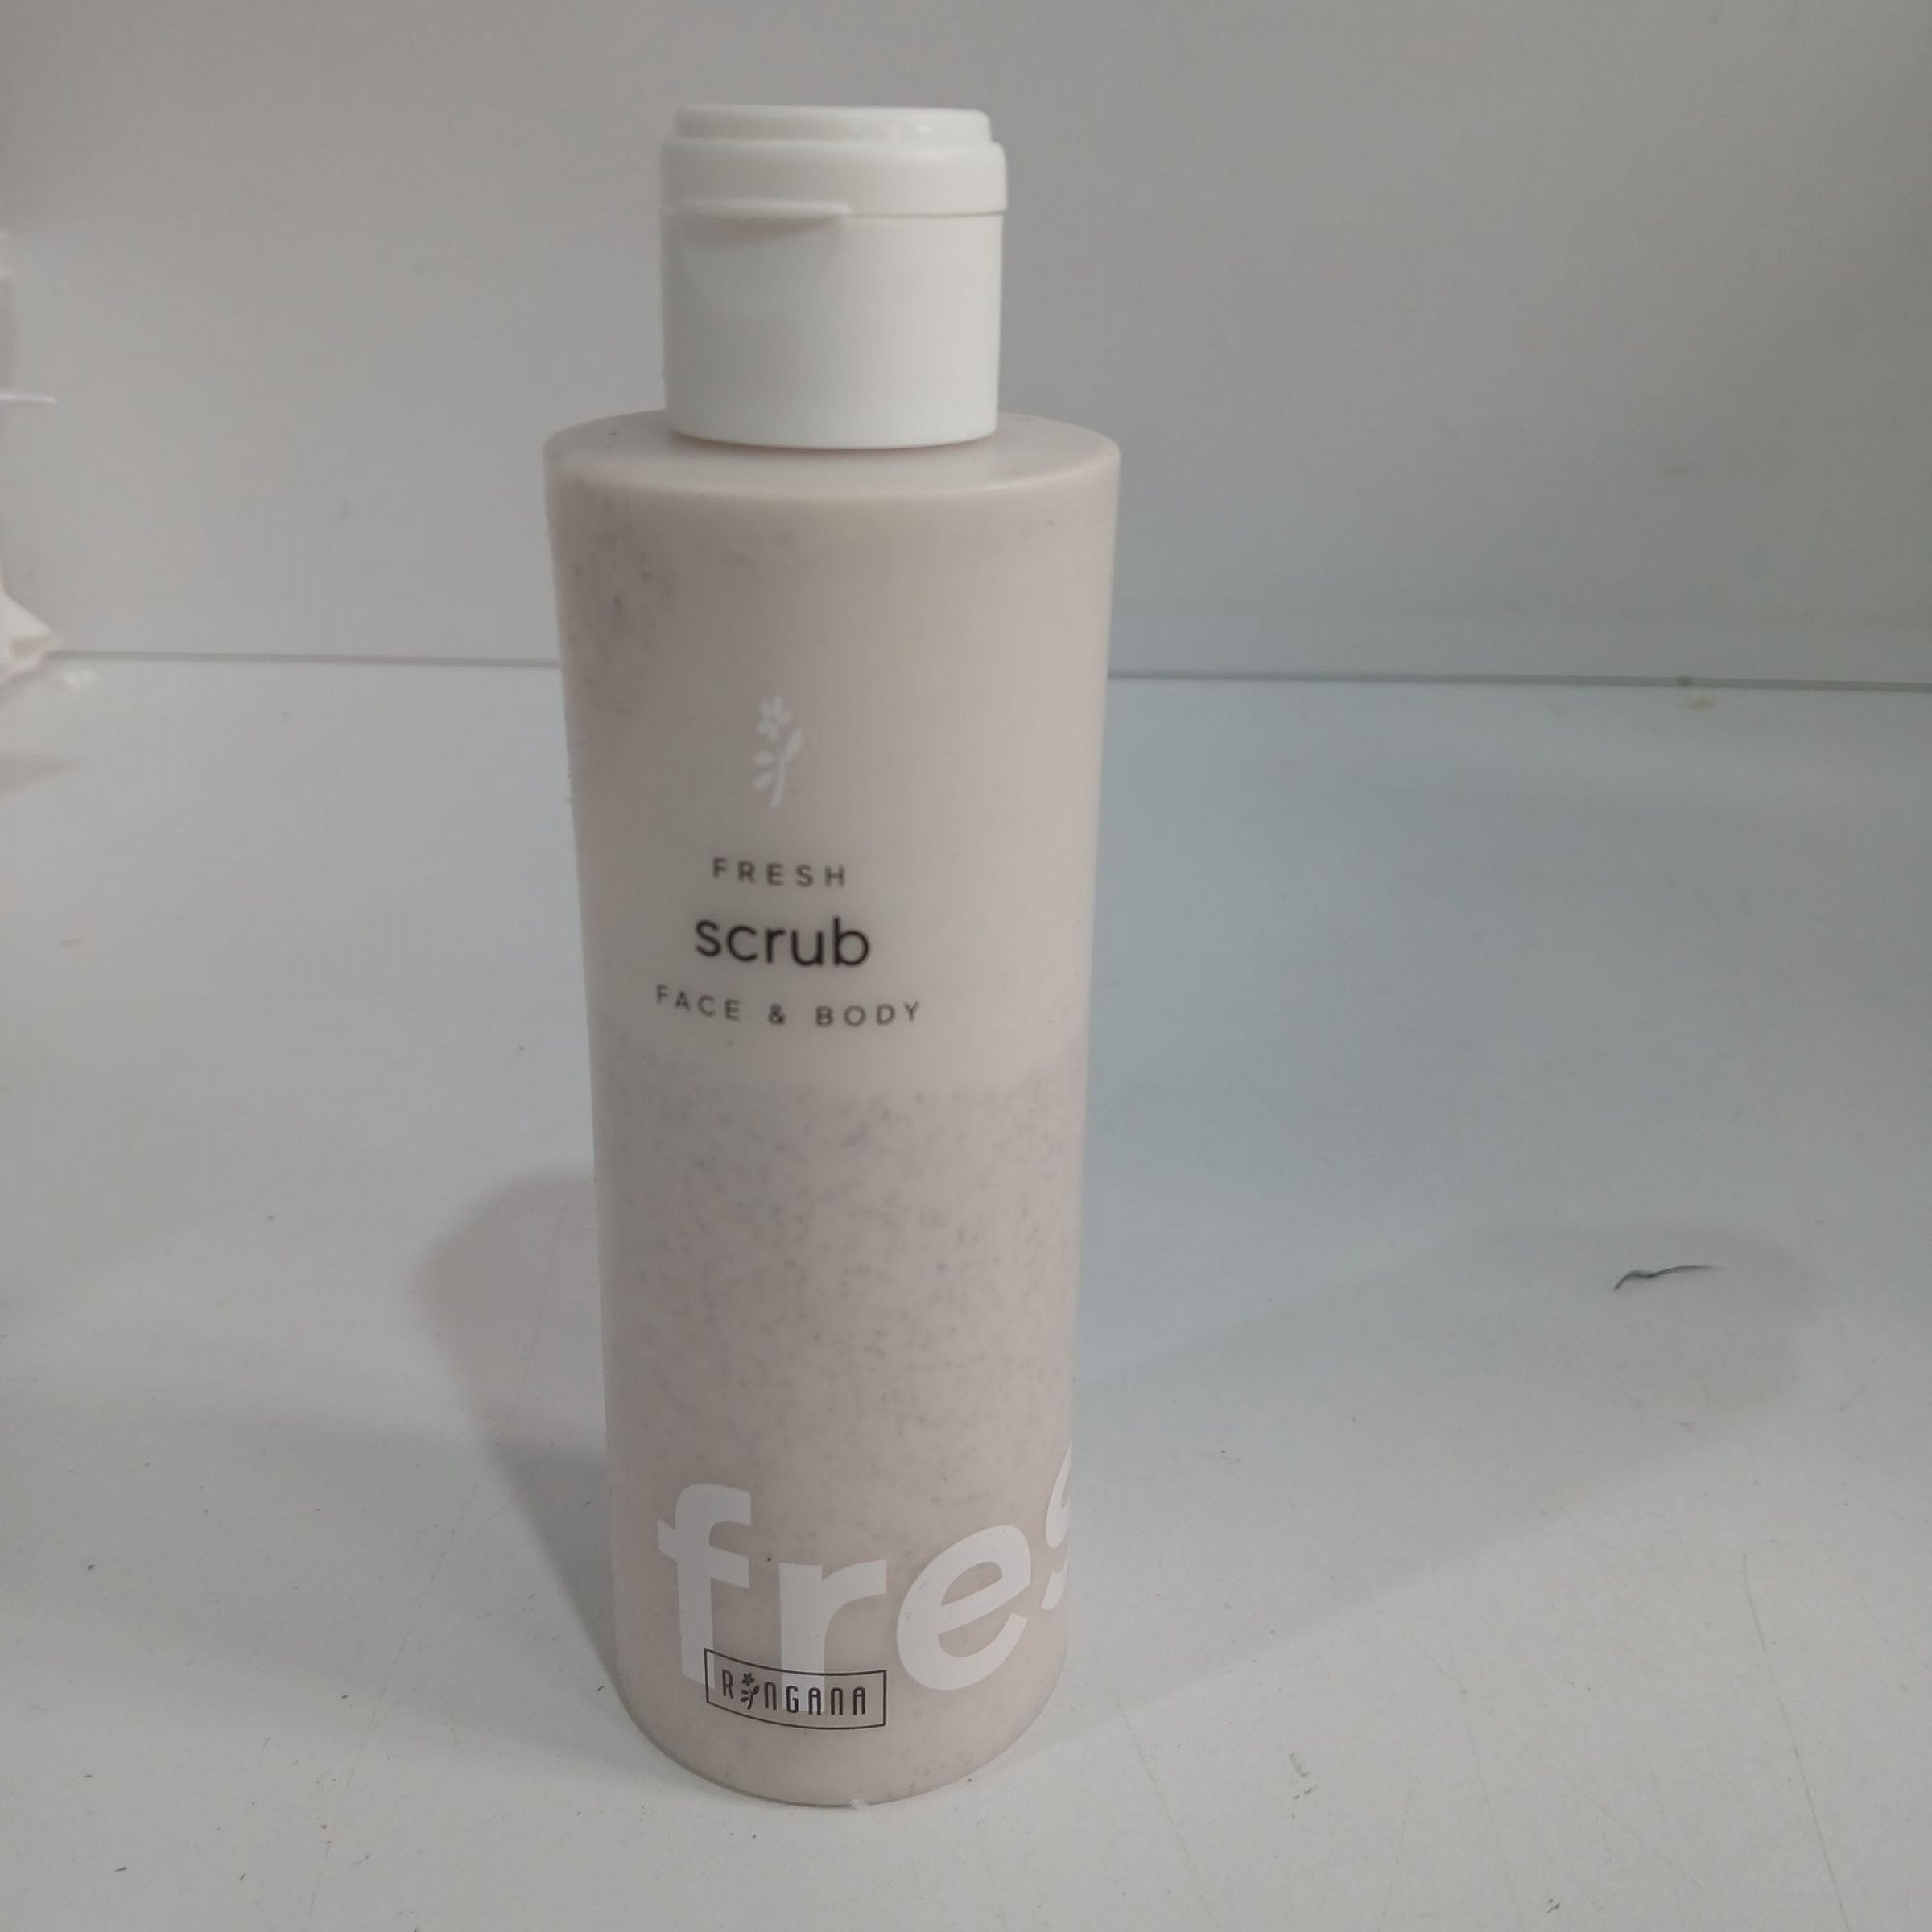 FRESH
scrub
FACE & BODY
fres
RINGANA